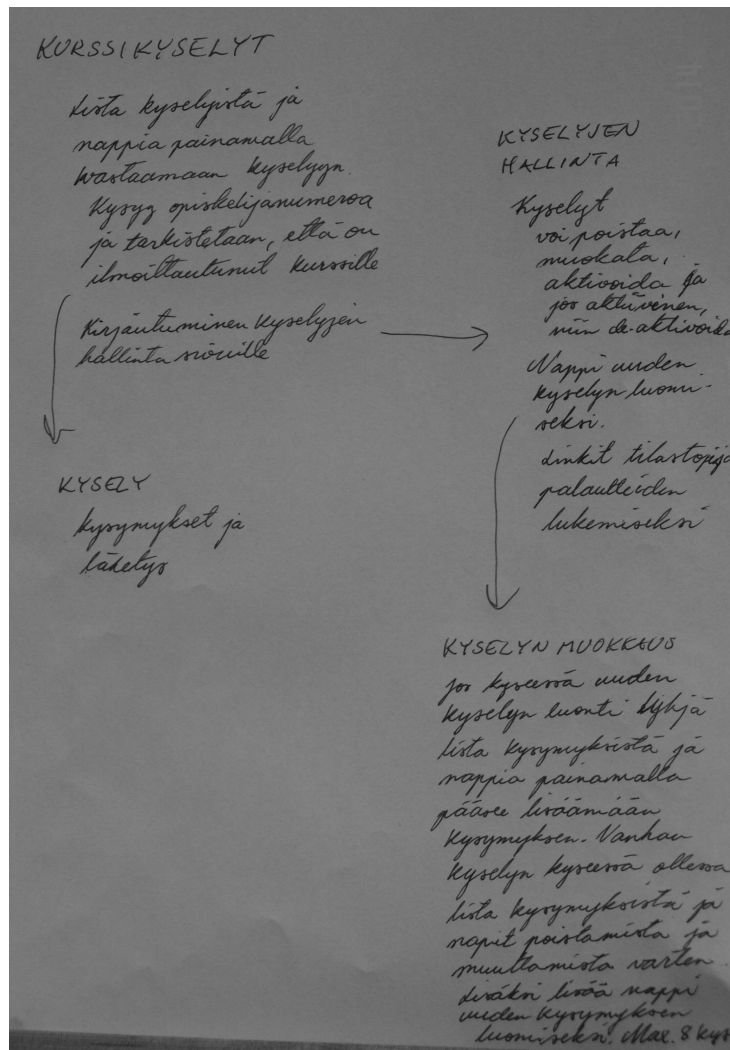 KURSSIKYSELYT
Lista kyselyistä ja
nappia painamalla
vastaamaan kyselyyn.
Kysyy opiskelijanumeroa
ja tarkistetaan, että on
ilmoittautunut kurssille
Kirjautuminen kyselyjen
hallinta sivuille
KYSELY
kysymykset ja
lähetys
KYSELYJEN
HALLINTA
Kyselyt
voi poistaa,
muokata,
aktivoida ja
jos aktiivinen,
niin de-aktivoida
Nappi uuden
kyselyn luomi-
seksi.
Linkit
palautteiden
lukemiseksi
KYSELYN MUOKKAUS
jos kyseessä uuden
kyselyn luonti tyhjä
lista kysymyksistä ja
nappia painamalla
pääsee lisäämään
kysymyksen. Vanhan
kyselyn kyseessä ollessa
lista kysymyksistä ja
napit poistamista ja
muuttamista varten.
Lisäksi lisää nappi
uuden kysymyksen
luomiseksi. Max. 8 kys